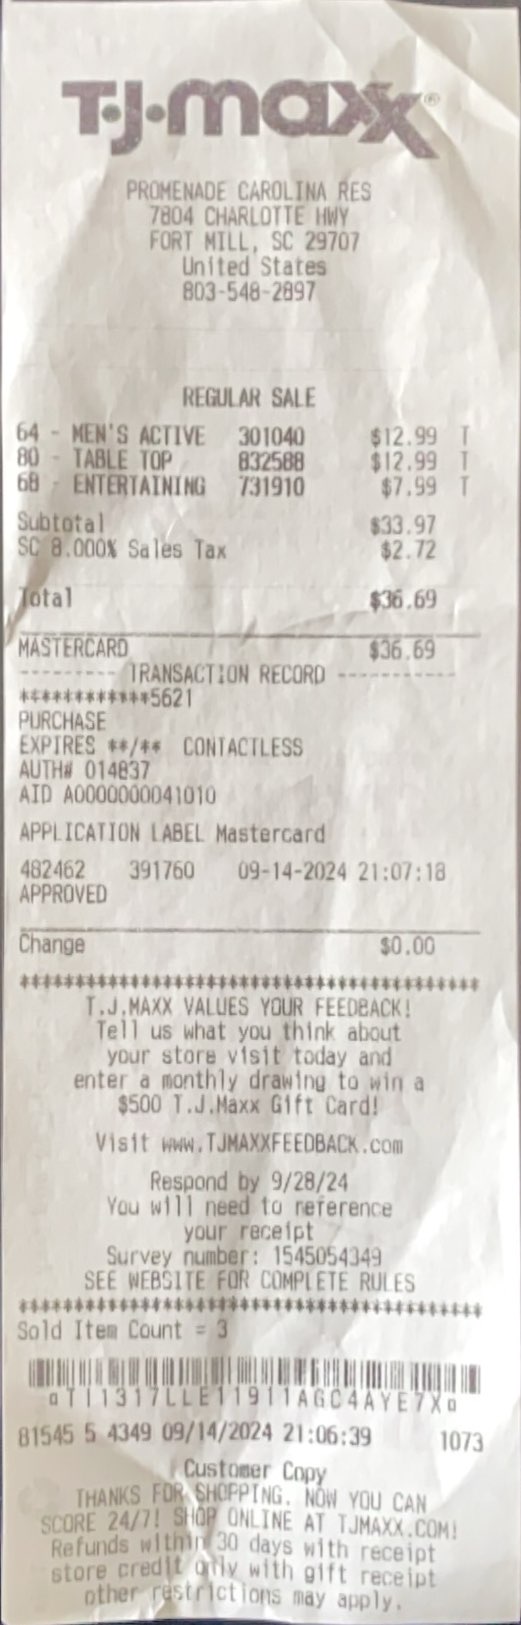 T·J·maxx®
PROMENADE CAROLINA RES
7804 CHARLOTTE HWY
FORT MILL, SC 29707
United States
803-548-2897
REGULAR SALE
64 - MEN'S ACTIVE 301040 $12.99 T
80 - TABLE TOP 832588 $12.99 T
68 - ENTERTAINING 731910 $7.99 T
Subtotal $33.97
SC 8.000% Sales Tax $2.72
Total $36.69
MASTERCARD $36.69
--------- TRANSACTION RECORD -----------
************5621
PURCHASE
EXPIRES **/** CONTACTLESS
AUTH# 014837
AID A0000000041010
APPLICATION LABEL Mastercard
482462 391760 09-14-2024 21:07:18
APPROVED
Change $0.00
******************************************
T.J.MAXX VALUES YOUR FEEDBACK!
Tell us what you think about
your store visit today and
enter a monthly drawing to win a
$500 T.J.Maxx Gift Card!
Visit www.TJMAXXFEEDBACK.com
Respond by 9/28/24
You will need to reference
your receipt
Survey number: 1545054349
SEE WEBSITE FOR COMPLETE RULES
******************************************
Sold Item Count = 3
¤TI1317LLE11911AGC4AYE7X¤
81545 5 4349 09/14/2024 21:06:39 1073
Customer Copy
THANKS FOR SHOPPING. NOW YOU CAN
SCORE 24/7! SHOP ONLINE AT TJMAXX.COM!
Refunds within 30 days with receipt
store credit only with gift receipt
other restrictions may apply.